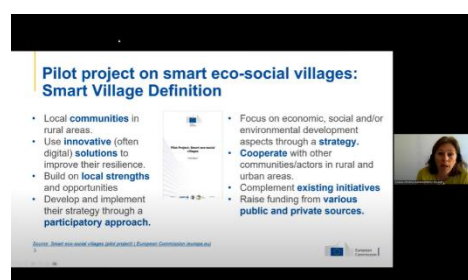 Pilot project on smart eco-social villages:
Smart Village Definition
• Local communities in
rural areas.
• Use innovative (often
digital) solutions to
improve their resilience.
• Build on local strengths
and opportunities
• Develop and implement
their strategy through a
participatory approach.
• Focus on economic, social and/or
environmental development
aspects through a strategy.
• Cooperate with other
communities/actors in rural and
urban areas.
• Complement existing initiatives
• Raise funding from various
public and private sources.
Source: Smart eco-social villages (pilot project) | European Commission (europa.eu)
European
Commission